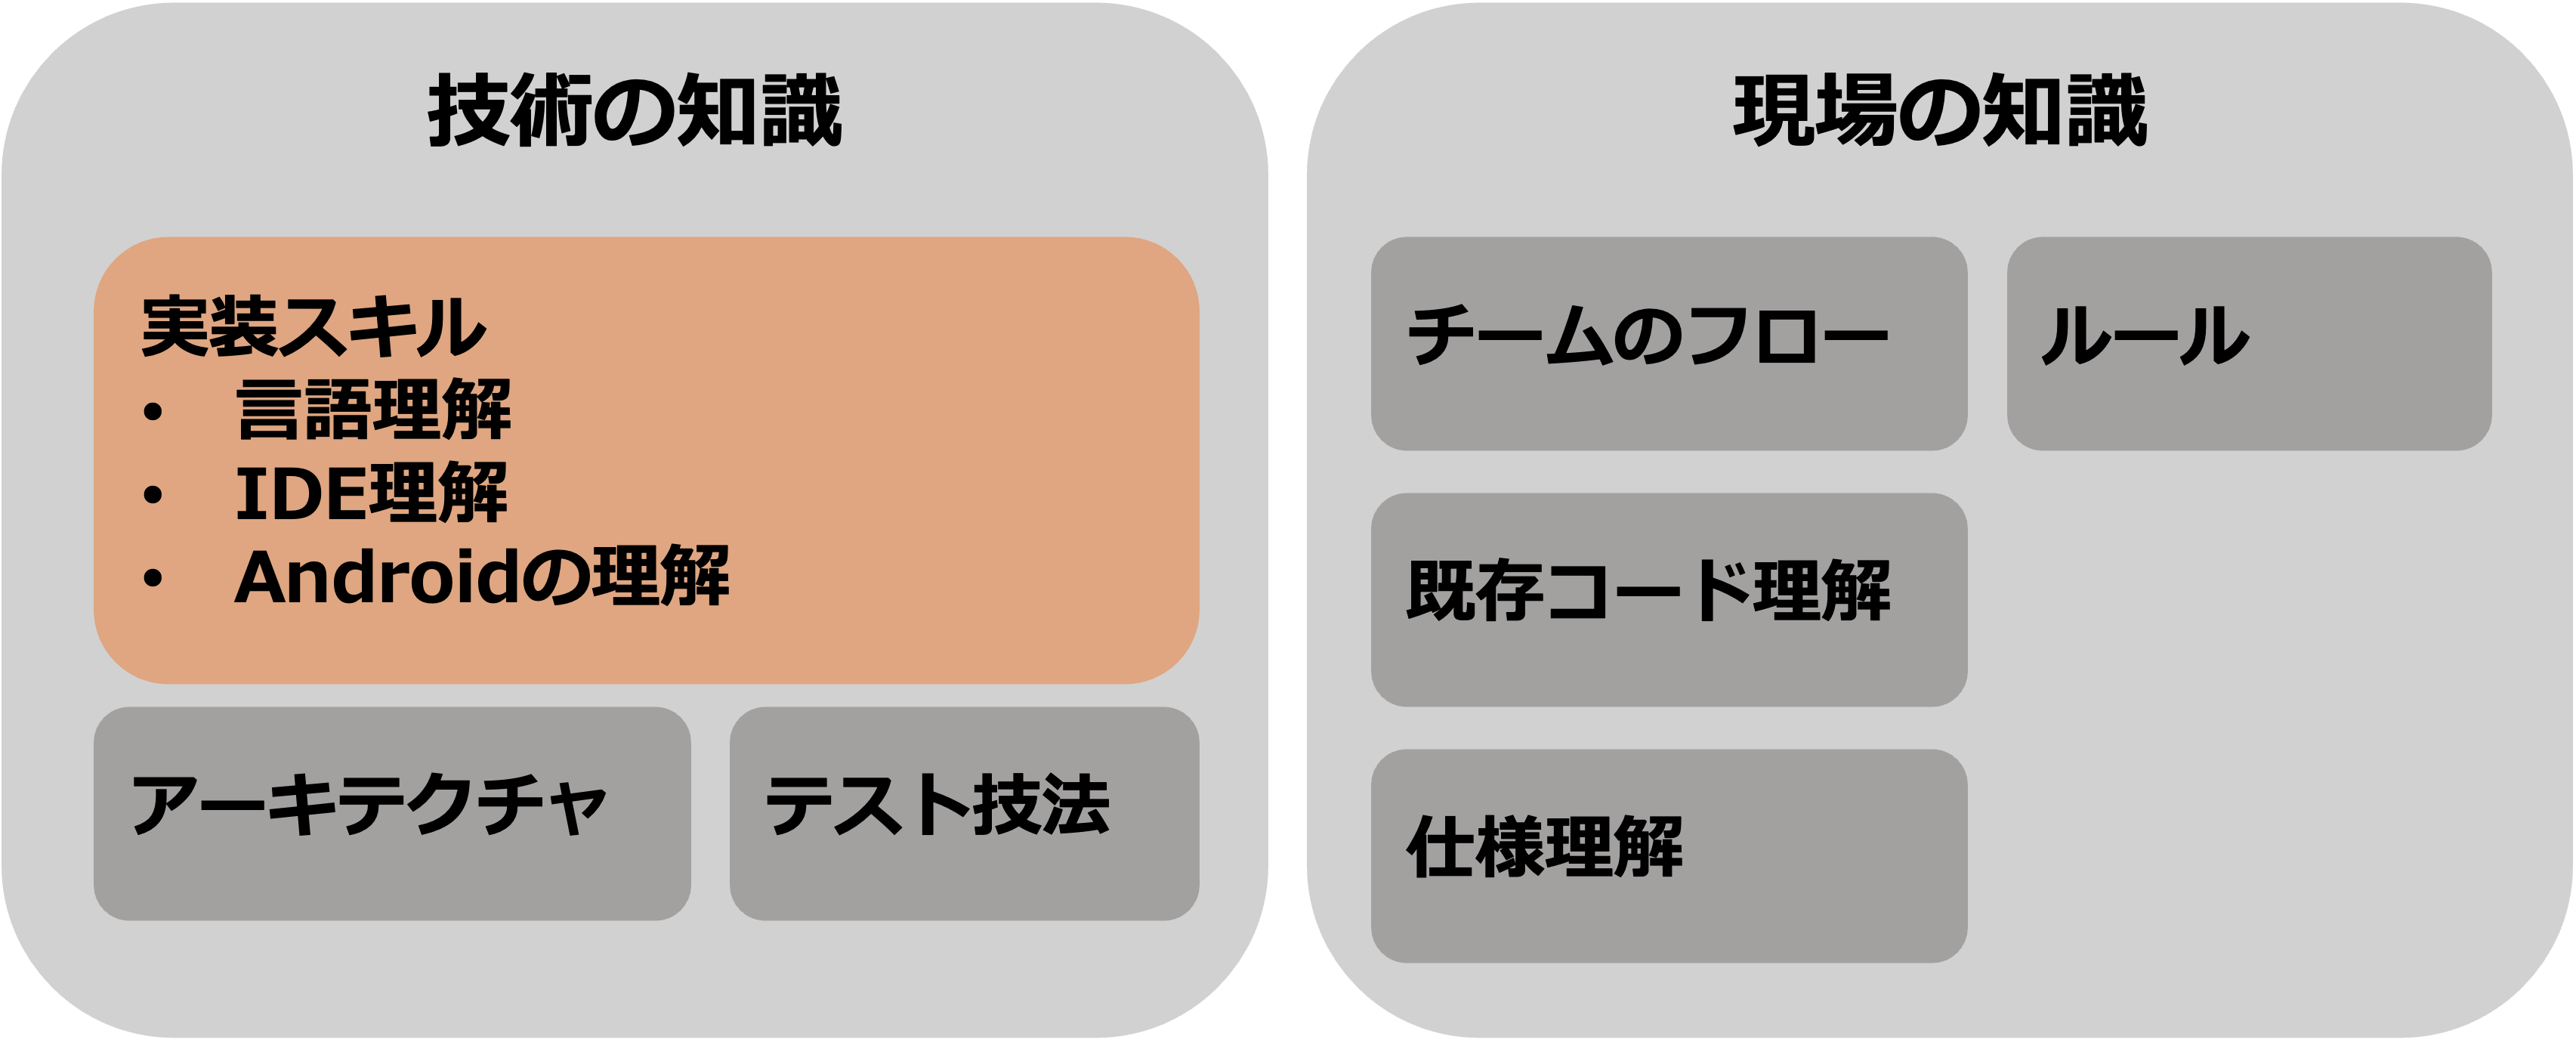 技術の知識
実装スキル
• 言語理解
• IDE理解
• Androidの理解
アーキテクチャ
テスト技法
現場の知識
チームのフロー
ルール
既存コード理解
仕様理解